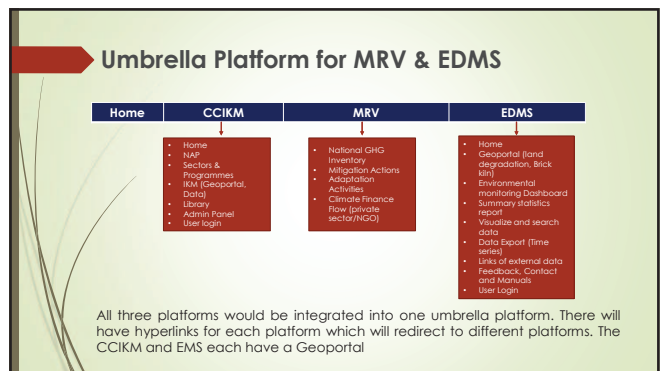 Umbrella Platform for MRV & EDMS
Home CCIKM MRV EDMS
• Home
• NAP
• Sectors &
Programmes
• IKM (Geoportal,
Data)
• Library
• Admin Panel
• User login
• National GHG
Inventory
• Mitigation Actions
• Adaptation
Activities
• Climate Finance
Flow (private
sector/NGO)
• Home
• Geoportal (land
degradation, Brick
kiln)
• Environmental
monitoring Dashboard
• Summary statistics
report
• Visualize and search
data
• Data Export (Time
series)
• Links of external data
• Feedback, Contact
and Manuals
• User Login
All three platforms would be integrated into one umbrella platform. There will
have hyperlinks for each platform which will redirect to different platforms. The
CCIKM and EMS each have a Geoportal